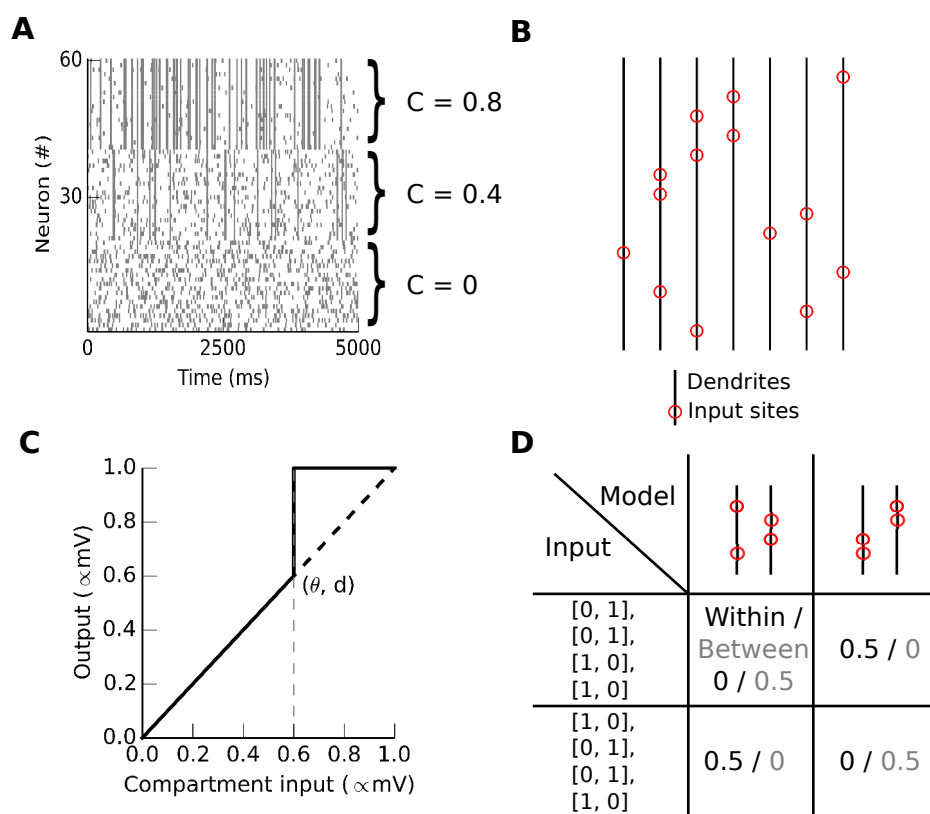 A
60
30
Neuron (#)
0
2500
5000
Time (ms)
C = 0.8
C = 0.4
C = 0
B
Dendrites
Input sites
C
1.0
0.8
0.6
0.4
0.2
0.0
Output (∝mV)
(θ, d)
0.0
0.2
0.4
0.6
0.8
1.0
Compartment input (∝mV)
D
Model
Input
[0, 1],
[0, 1],
[1, 0],
[1, 0]
Within /
Between
0 / 0.5
0.5 / 0
[1, 0],
[0, 1],
[0, 1],
[1, 0]
0.5 / 0
0 / 0.5